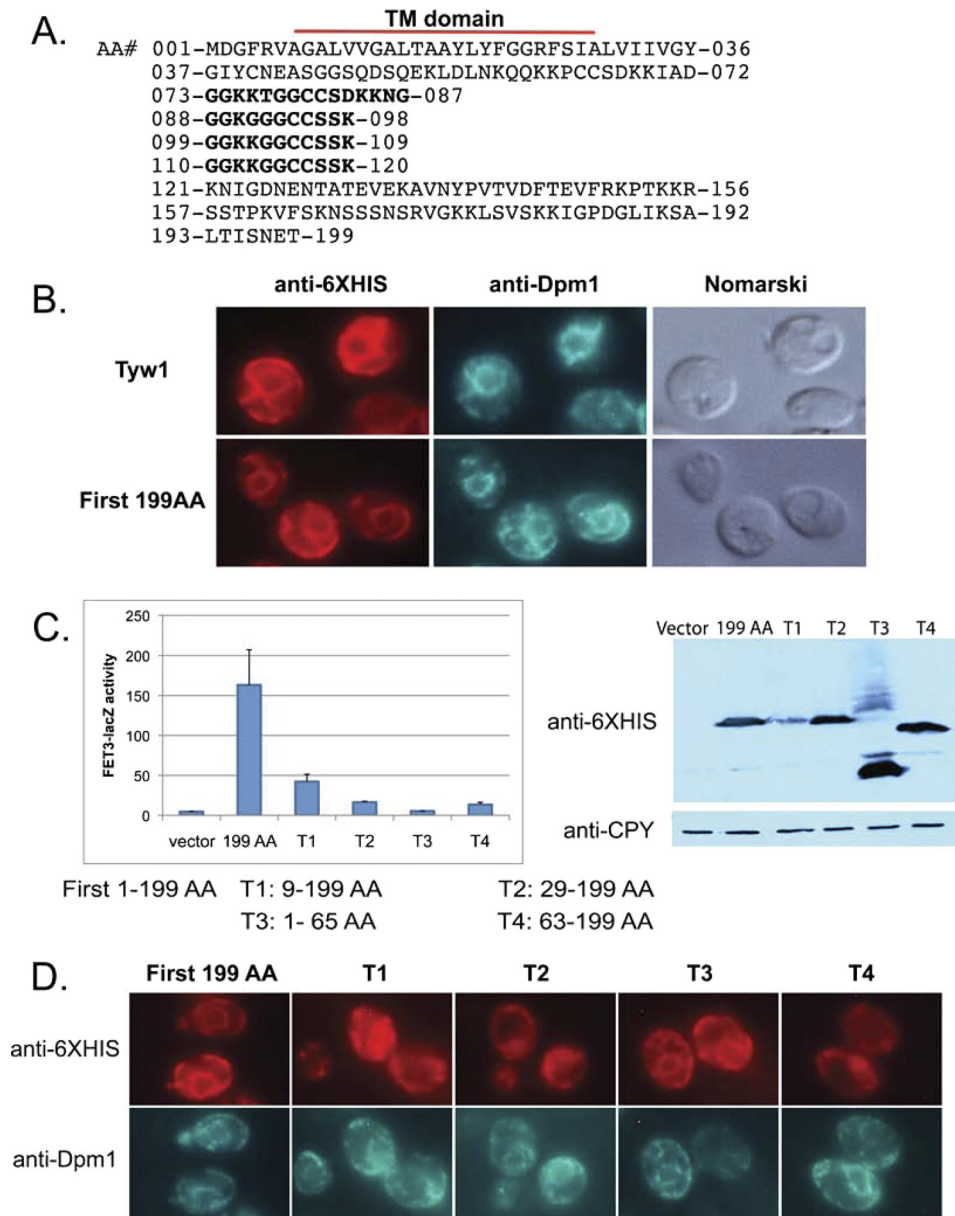 A.
TM domain
AA# 001-MDGFRVAGALVVGALTAAYLYFGGRFSIALVIIVGY-036
037-GIYCNEASGGSQDSQEKLDLNKQQKKPCCSDKKIAD-072
073-GGKKTGGCCSDKKNG-087
088-GGKGGGCCSSK-098
099-GGKKGGCCSSK-109
110-GGKKGGCCSSK-120
121-KNIGDNENTATEVEKAVNYPVTVDFTEVFRKPTKKR-156
157-SSTPKVFSKNSSSNSRVGKKLSVSKKIGPDGLIKSA-192
193-LTISNET-199
B.
anti-6XHIS anti-Dpm1 Nomarski
Tyw1
First 199AA
C.
FET3-lacZ activity
250
200
150
100
50
0
vector 199 AA T1 T2 T3 T4
Vector 199 AA T1 T2 T3 T4
anti-6XHIS
anti-CPY
First 1-199 AA T1: 9-199 AA T2: 29-199 AA
T3: 1- 65 AA T4: 63-199 AA
D.
First 199 AA T1 T2 T3 T4
anti-6XHIS
anti-Dpm1